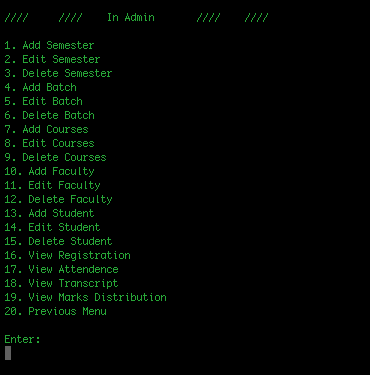 ////     ////    In Admin       ////    ////
1. Add Semester
2. Edit Semester
3. Delete Semester
4. Add Batch
5. Edit Batch
6. Delete Batch
7. Add Courses
8. Edit Courses
9. Delete Courses
10. Add Faculty
11. Edit Faculty
12. Delete Faculty
13. Add Student
14. Edit Student
15. Delete Student
16. View Registration
17. View Attendence
18. View Transcript
19. View Marks Distribution
20. Previous Menu
Enter: